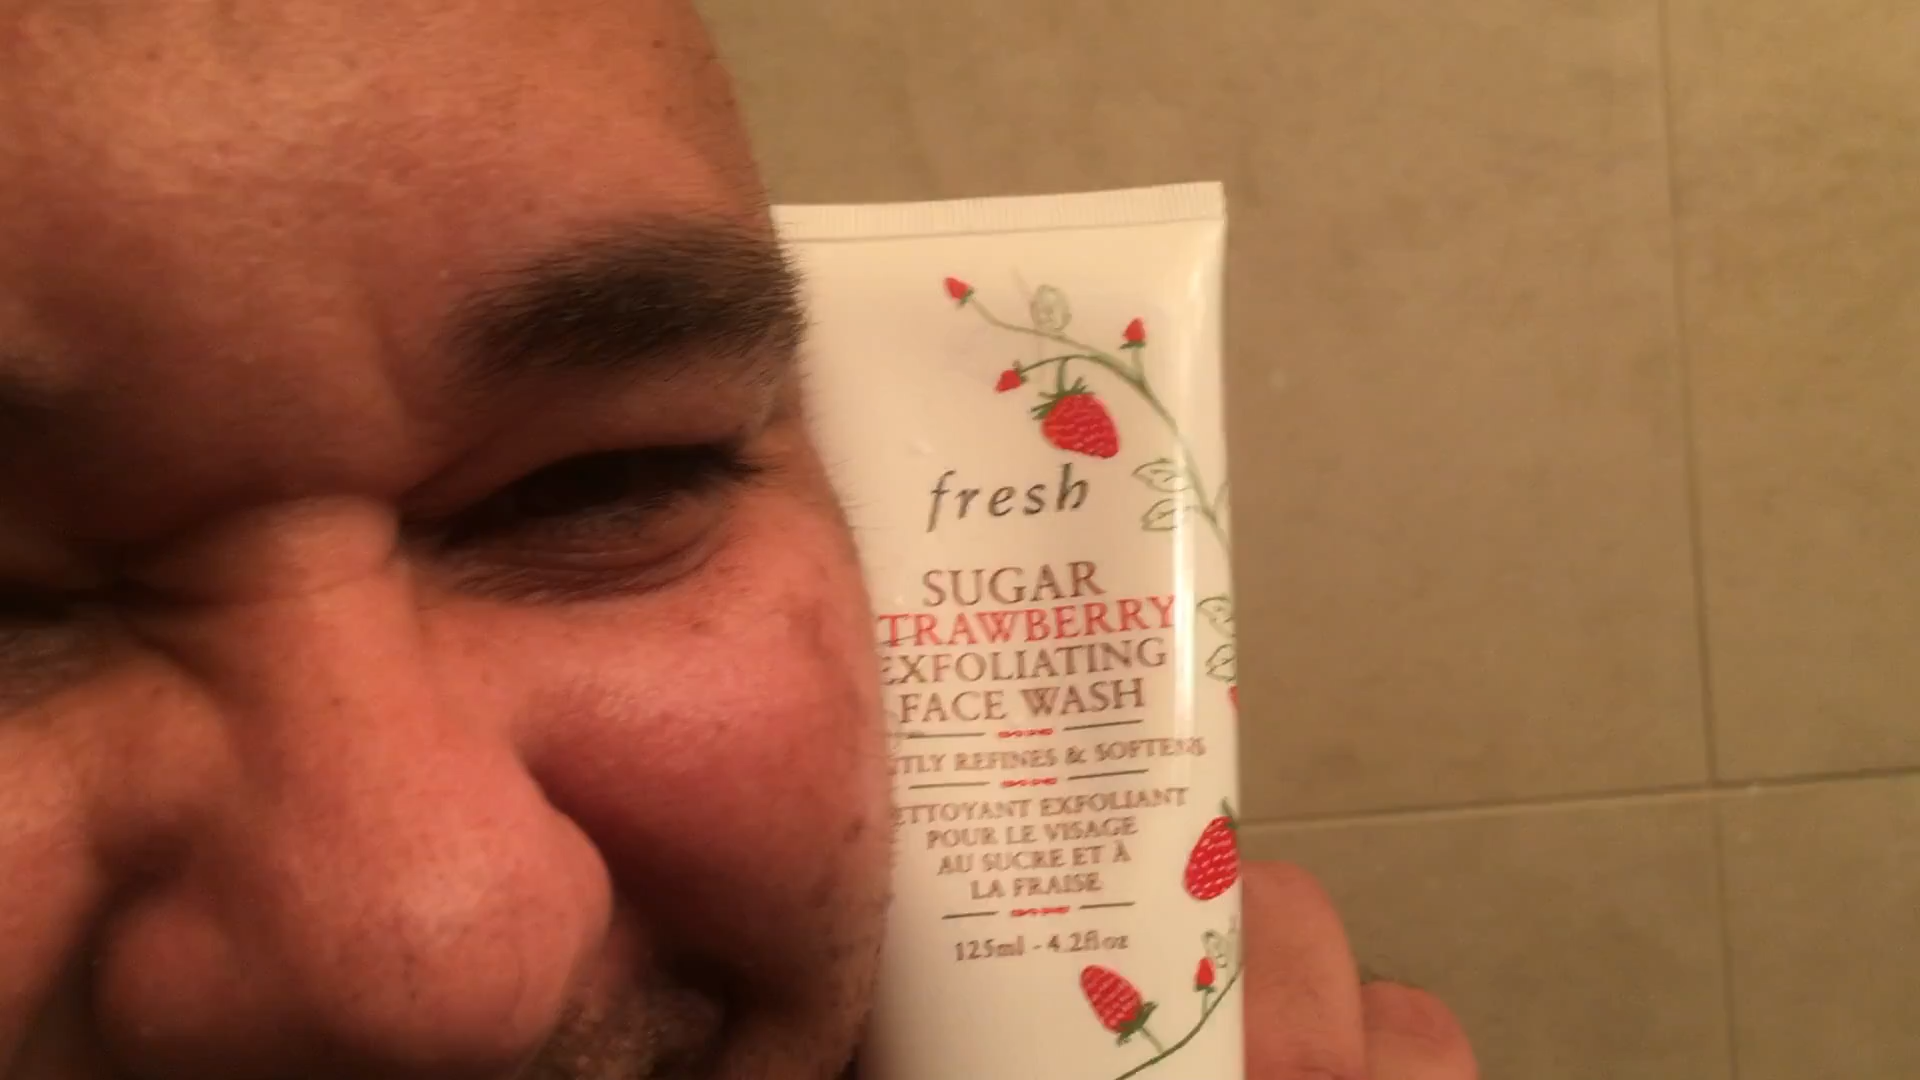 fresh
SUGAR
TRAWBERRY
EXFOLIATING
FACE WASH
TLY REFINES & SOFTENS
ETTOYANT EXFOLIANT
POUR LE VISAGE
AU SUCRE ET À
LA FRAISE
125ml - 4.2fl oz